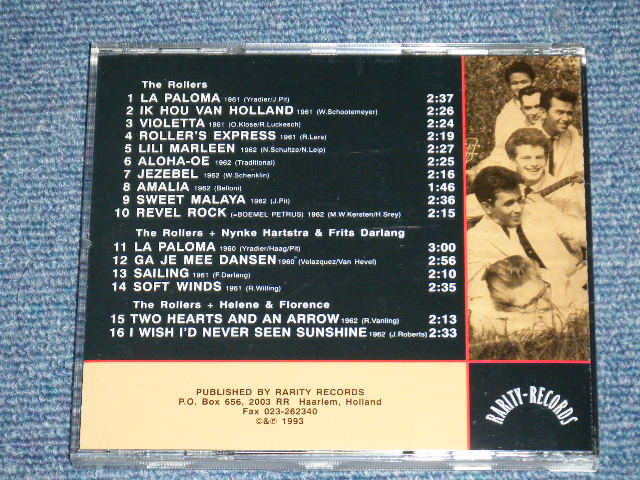 The Rollers
1 LA PALOMA 1961 (Yradier/J.Pit) 2:37
2 IK HOU VAN HOLLAND 1961 (W.Schootemeyer) 2:26
3 VIOLETTA 1961 (O.Klose/R.Luckesch) 2:24
4 ROLLER'S EXPRESS 1961 (R.Lers) 2:19
5 LILI MARLEEN 1962 (N.Schultze/N.Leip) 2:27
6 ALOHA-OE 1962 (Traditional) 2:25
7 JEZEBEL 1962 (W.Schenklin) 2:16
8 AMALIA 1962 (Belloni) 1:46
9 SWEET MALAYA 1962 (J.Pit) 2:36
10 REVEL ROCK (=BOEMEL PETRUS) 1962 (M.W.Kersten/H.Srey) 2:15
The Rollers + Nynke Hartstra & Frits Darlang
11 LA PALOMA 1960 (Yradier/Haag/Pit) 3:00
12 GA JE MEE DANSEN 1960 (Velazquez/Van Hevel) 2:56
13 SAILING 1961 (F.Darlang) 2:10
14 SOFT WINDS 1961 (R.Willing) 2:35
The Rollers + Helene & Florence
15 TWO HEARTS AND AN ARROW 1962 (R.Vanling) 2:13
16 I WISH I'D NEVER SEEN SUNSHINE 1962 (J.Roberts) 2:33
PUBLISHED BY RARITY RECORDS
P.O. Box 656, 2003 RR Haarlem, Holland
Fax 023-262340
©&℗ 1993
RARITY-RECORDS